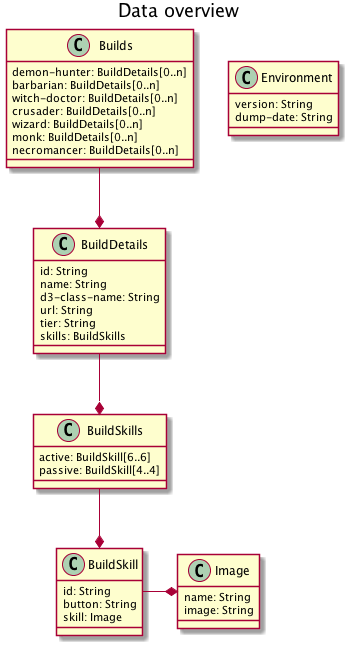 Data overview
C Builds
demon-hunter: BuildDetails[0..n]
barbarian: BuildDetails[0..n]
witch-doctor: BuildDetails[0..n]
crusader: BuildDetails[0..n]
wizard: BuildDetails[0..n]
monk: BuildDetails[0..n]
necromancer: BuildDetails[0..n]
C Environment
version: String
dump-date: String
C BuildDetails
id: String
name: String
d3-class-name: String
url: String
tier: String
skills: BuildSkills
C BuildSkills
active: BuildSkill[6..6]
passive: BuildSkill[4..4]
C BuildSkill
id: String
button: String
skill: Image
C Image
name: String
image: String